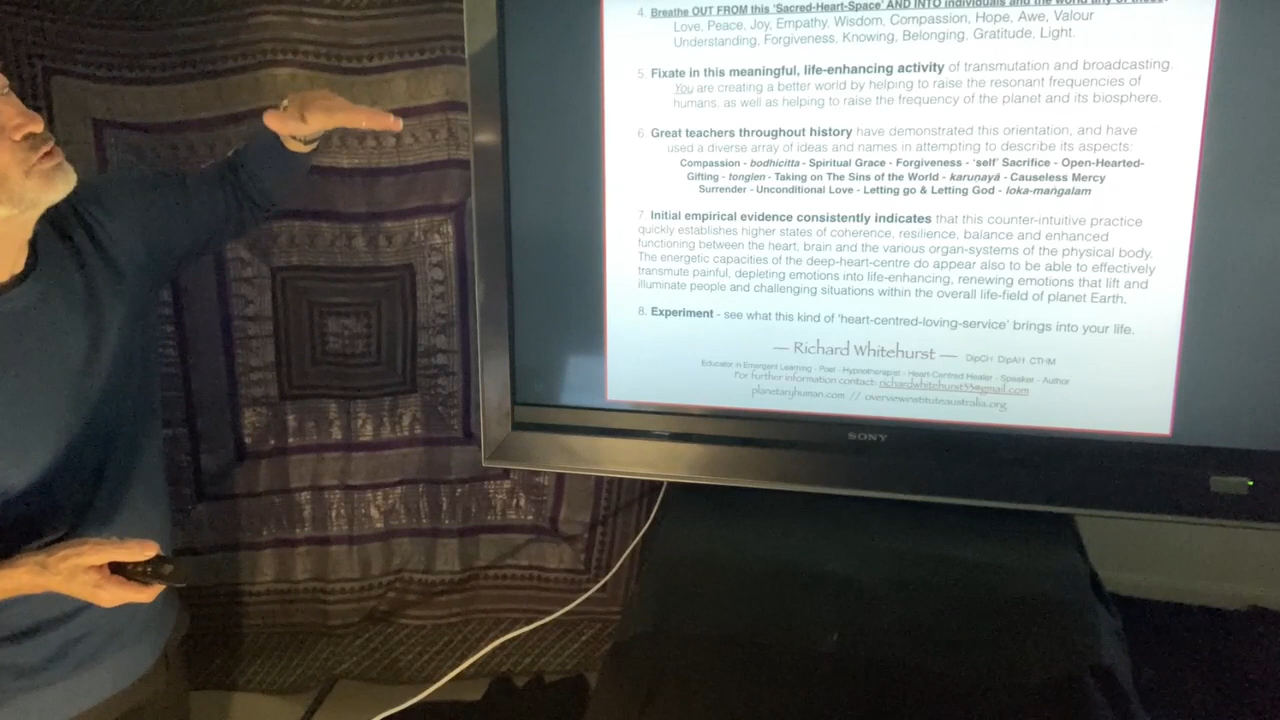 4. Breathe OUT FROM this 'Sacred-Heart-Space' AND INTO individuals and the world any of these:
Love, Peace, Joy, Empathy, Wisdom, Compassion, Hope, Awe, Valour
Understanding, Forgiveness, Knowing, Belonging, Gratitude, Light.
5. Fixate in this meaningful, life-enhancing activity of transmutation and broadcasting.
You are creating a better world by helping to raise the resonant frequencies of
humans, as well as helping to raise the frequency of the planet and its biosphere.
6 Great teachers throughout history have demonstrated this orientation, and have
used a diverse array of ideas and names in attempting to describe its aspects:
Compassion - bodhicitta - Spiritual Grace - Forgiveness - 'self' Sacrifice - Open-Hearted-
Gifting - tonglen - Taking on The Sins of the World - karuṇayā - Causeless Mercy
Surrender - Unconditional Love - Letting go & Letting God - loka-maṅgalam
7 Initial empirical evidence consistently indicates that this counter-intuitive practice
quickly establishes higher states of coherence, resilience, balance and enhanced
functioning between the heart, brain and the various organ-systems of the physical body.
The energetic capacities of the deep-heart-centre do appear also to be able to effectively
transmute painful, depleting emotions into life-enhancing, renewing emotions that lift and
illuminate people and challenging situations within the overall life-field of planet Earth.
8. Experiment - see what this kind of 'heart-centred-loving-service' brings into your life.
— Richard Whitehurst — DipCH DipAH CTHM
Educator in Emergent Learning - Poet - Hypnotherapist - Heart-Centred Healer - Speaker - Author
For further information contact: richardwhitehurst55@gmail.com
planetaryhuman.com // overviewinstituteaustralia.org
SONY